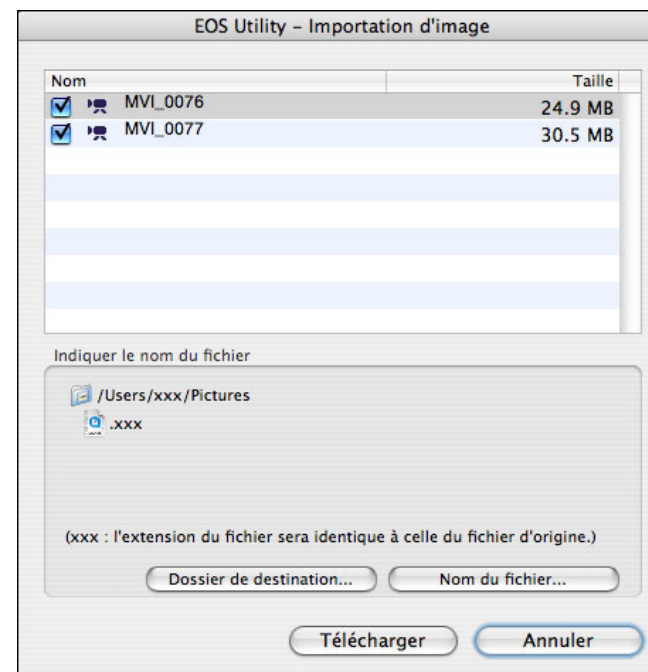 EOS Utility – Importation d'image
Nom Taille
MVI_0076 24.9 MB
MVI_0077 30.5 MB
Indiquer le nom du fichier
/Users/xxx/Pictures
.xxx
(xxx : l'extension du fichier sera identique à celle du fichier d'origine.)
Dossier de destination... Nom du fichier...
Télécharger Annuler